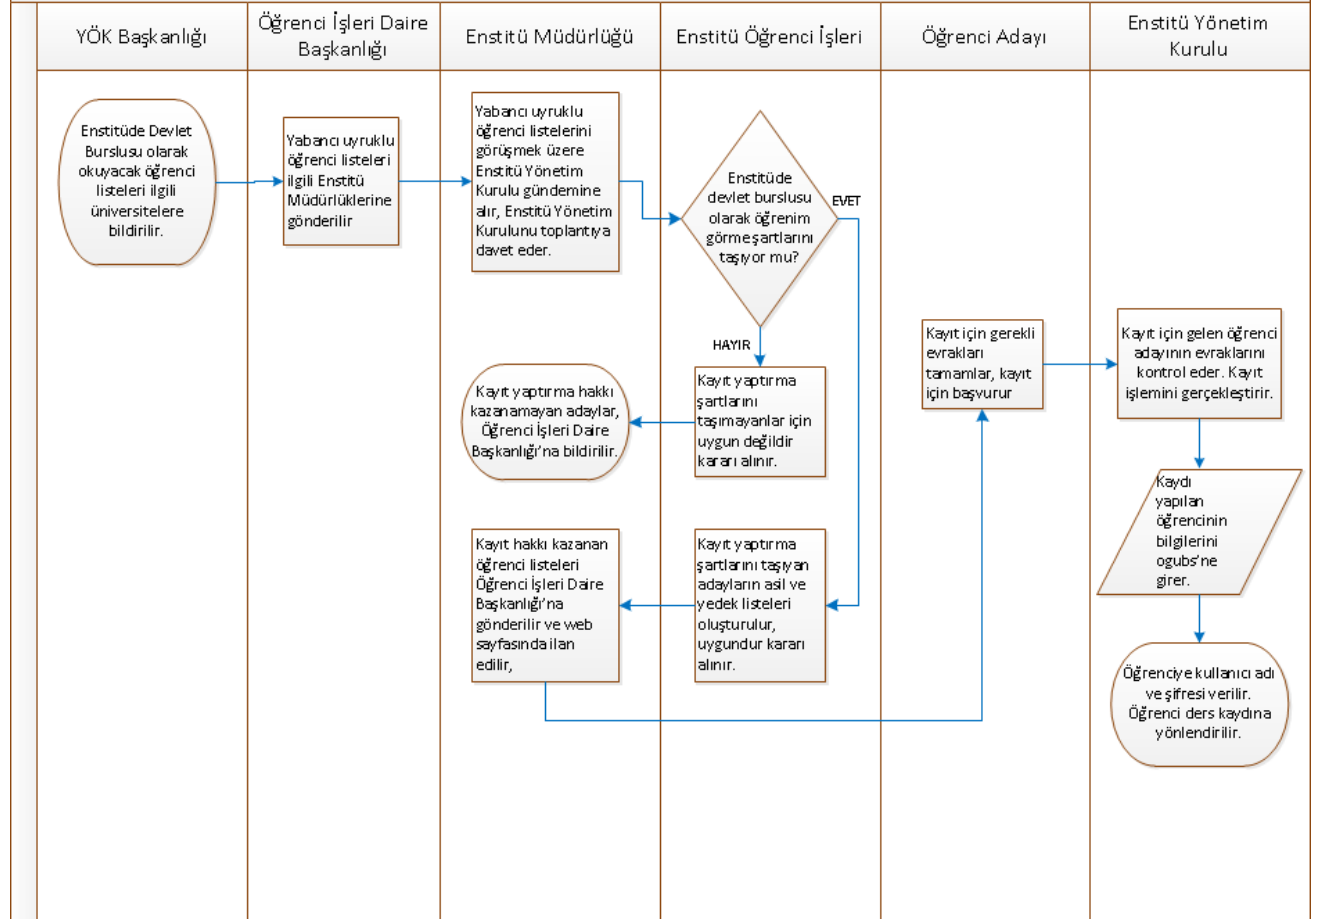 YÖK Başkanlığı
Öğrenci İşleri Daire
Başkanlığı
Enstitü Müdürlüğü
Enstitü Öğrenci İşleri
Öğrenci Adayı
Enstitü Yönetim
Kurulu
Enstitüde Devlet
Burslusu olarak
okuyacak öğrenci
listeleri ilgili
üniversitelere
bildirilir.
Yabancı uyruklu
öğrenci listeleri
ilgili Enstitü
Müdürlüklerine
gönderilir
Yabancı uyruklu
öğrenci listelerini
görüşmek üzere
Enstitü Yönetim
Kurulu gündemine
alır, Enstitü Yönetim
Kurulunu toplantıya
davet eder.
Enstitüde
devlet burslusu
olarak öğrenim
görme şartlarını
taşıyor mu?
EVET
HAYIR
Kayıt yaptırma
şartlarını
taşımayanlar için
uygun değildir
kararı alınır.
Kayıt yaptırma hakkı
kazanamayan adaylar,
Öğrenci İşleri Daire
Başkanlığı’na bildirilir.
Kayıt yaptırma
şartlarını taşıyan
adayların asil ve
yedek listeleri
oluşturulur,
uygundur kararı
alınır.
Kayıt hakkı kazanan
öğrenci listeleri
Öğrenci İşleri Daire
Başkanlığı’na
gönderilir ve web
sayfasında ilan
edilir,
Kayıt için gerekli
evrakları
tamamlar, kayıt
için başvurur
Kayıt için gelen öğrenci
adayının evraklarını
kontrol eder. Kayıt
işlemini gerçekleştirir.
Kaydı
yapılan
öğrencinin
bilgilerini
ogubs’ne
girer.
Öğrenciye kullanıcı adı
ve şifresi verilir.
Öğrenci ders kaydına
yönlendirilir.